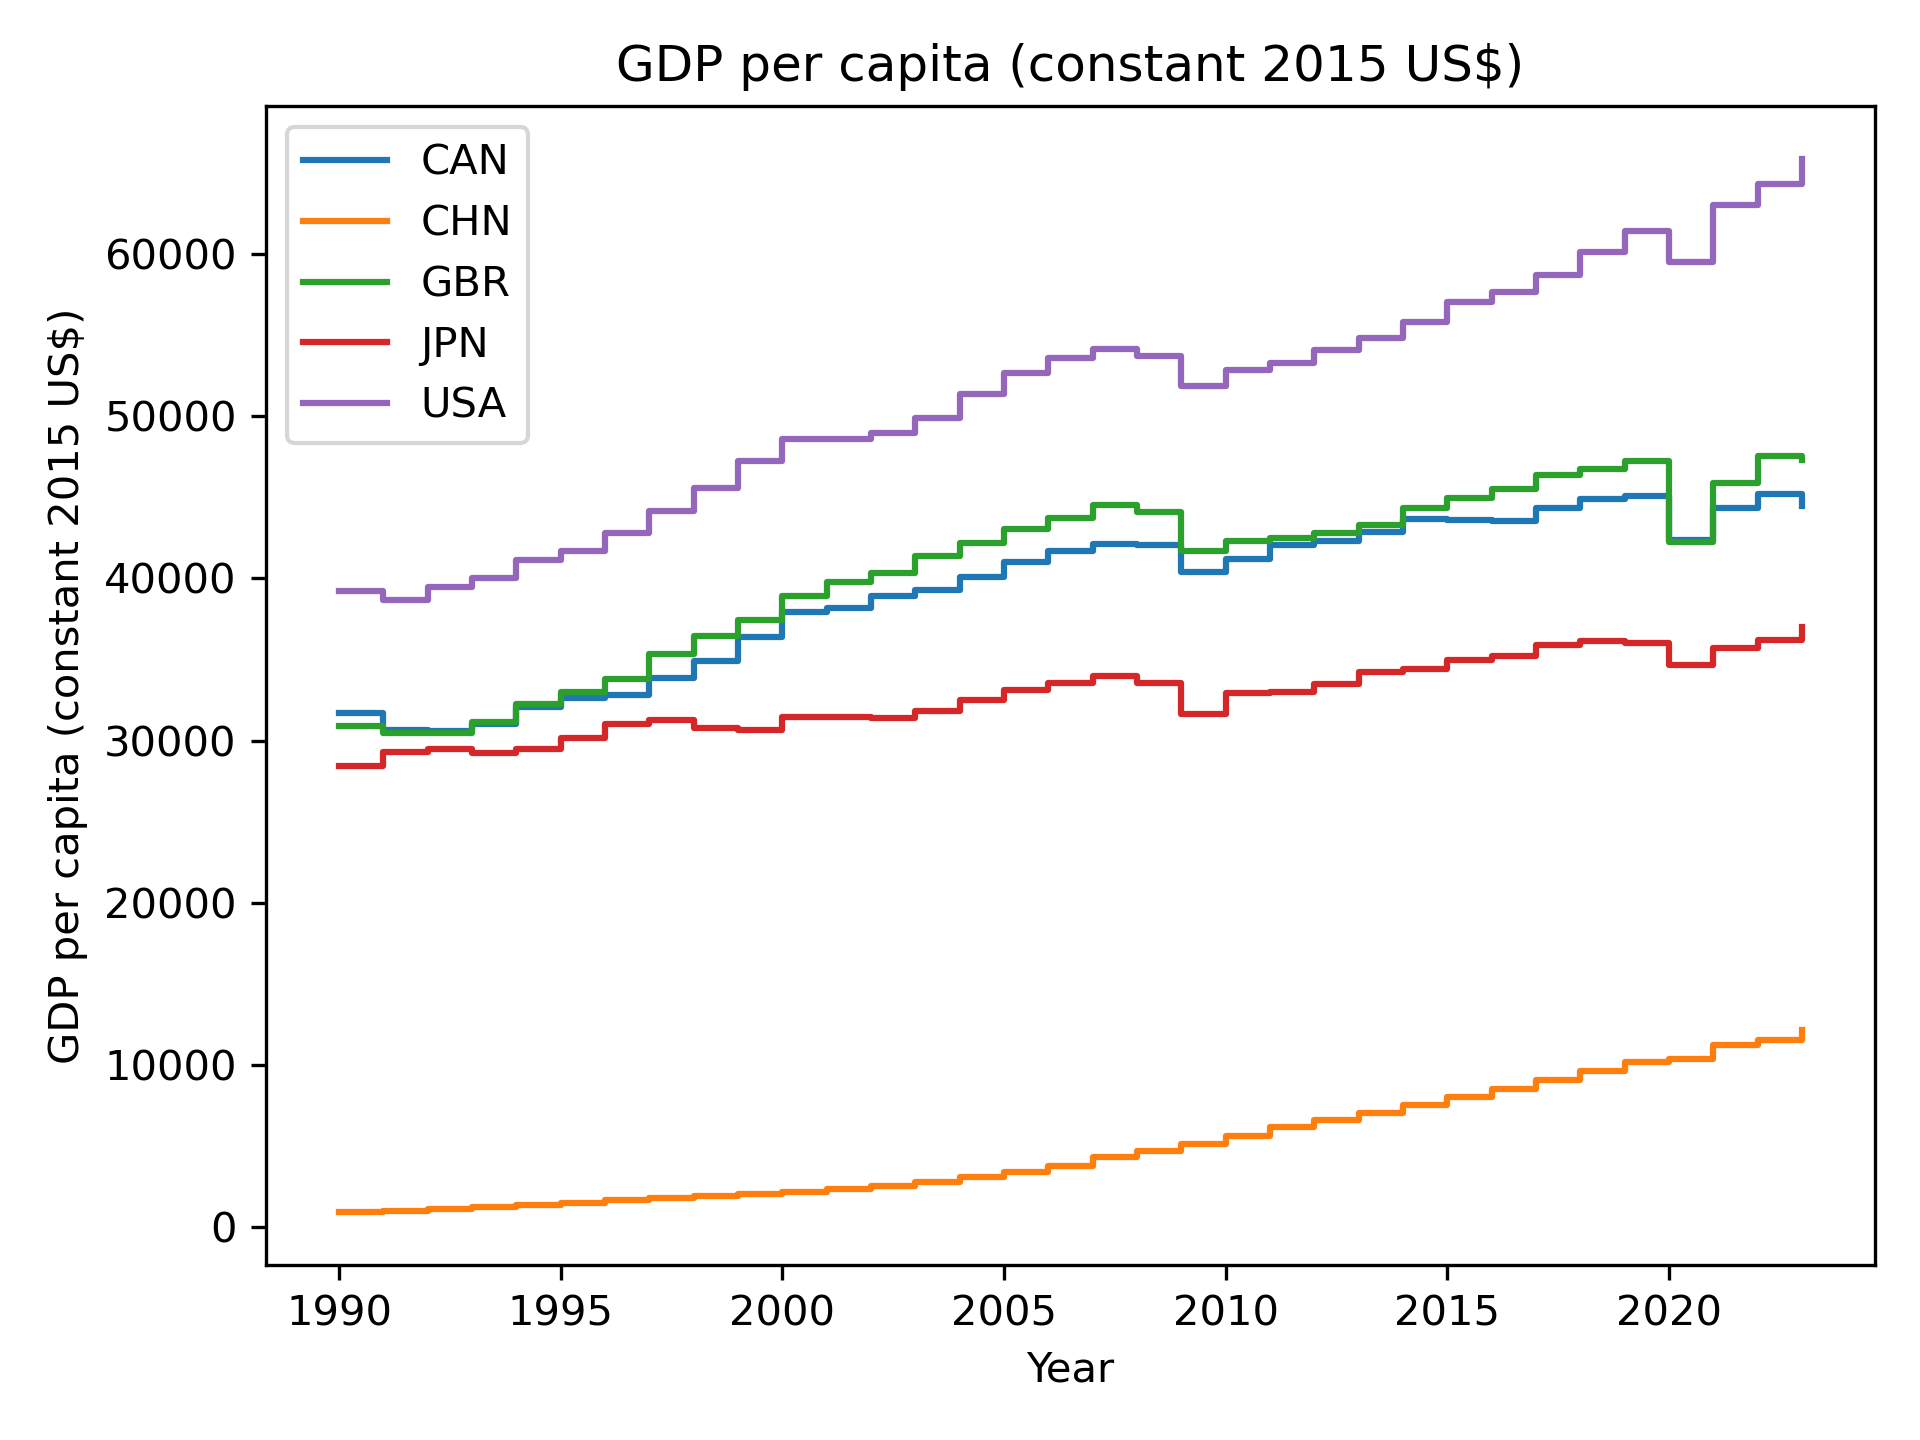 GDP per capita (constant 2015 US$)
CAN
CHN
GBR
JPN
USA
GDP per capita (constant 2015 US$)
60000
50000
40000
30000
20000
10000
0
1990 1995 2000 2005 2010 2015 2020
Year